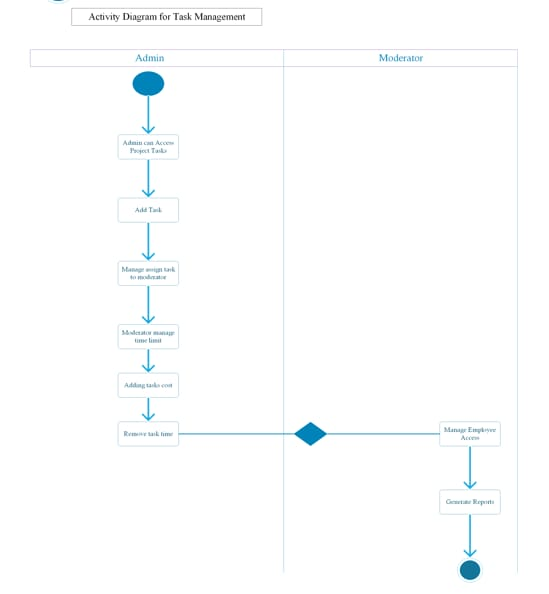 Activity Diagram for Task Management
Admin
Moderator
Admin can Access
Project Tasks
Add Task
Manage assign task
to moderator
Moderator manage
time limit
Adding tasks cost
Remove task time
Manage Employee
Access
Generate Reports